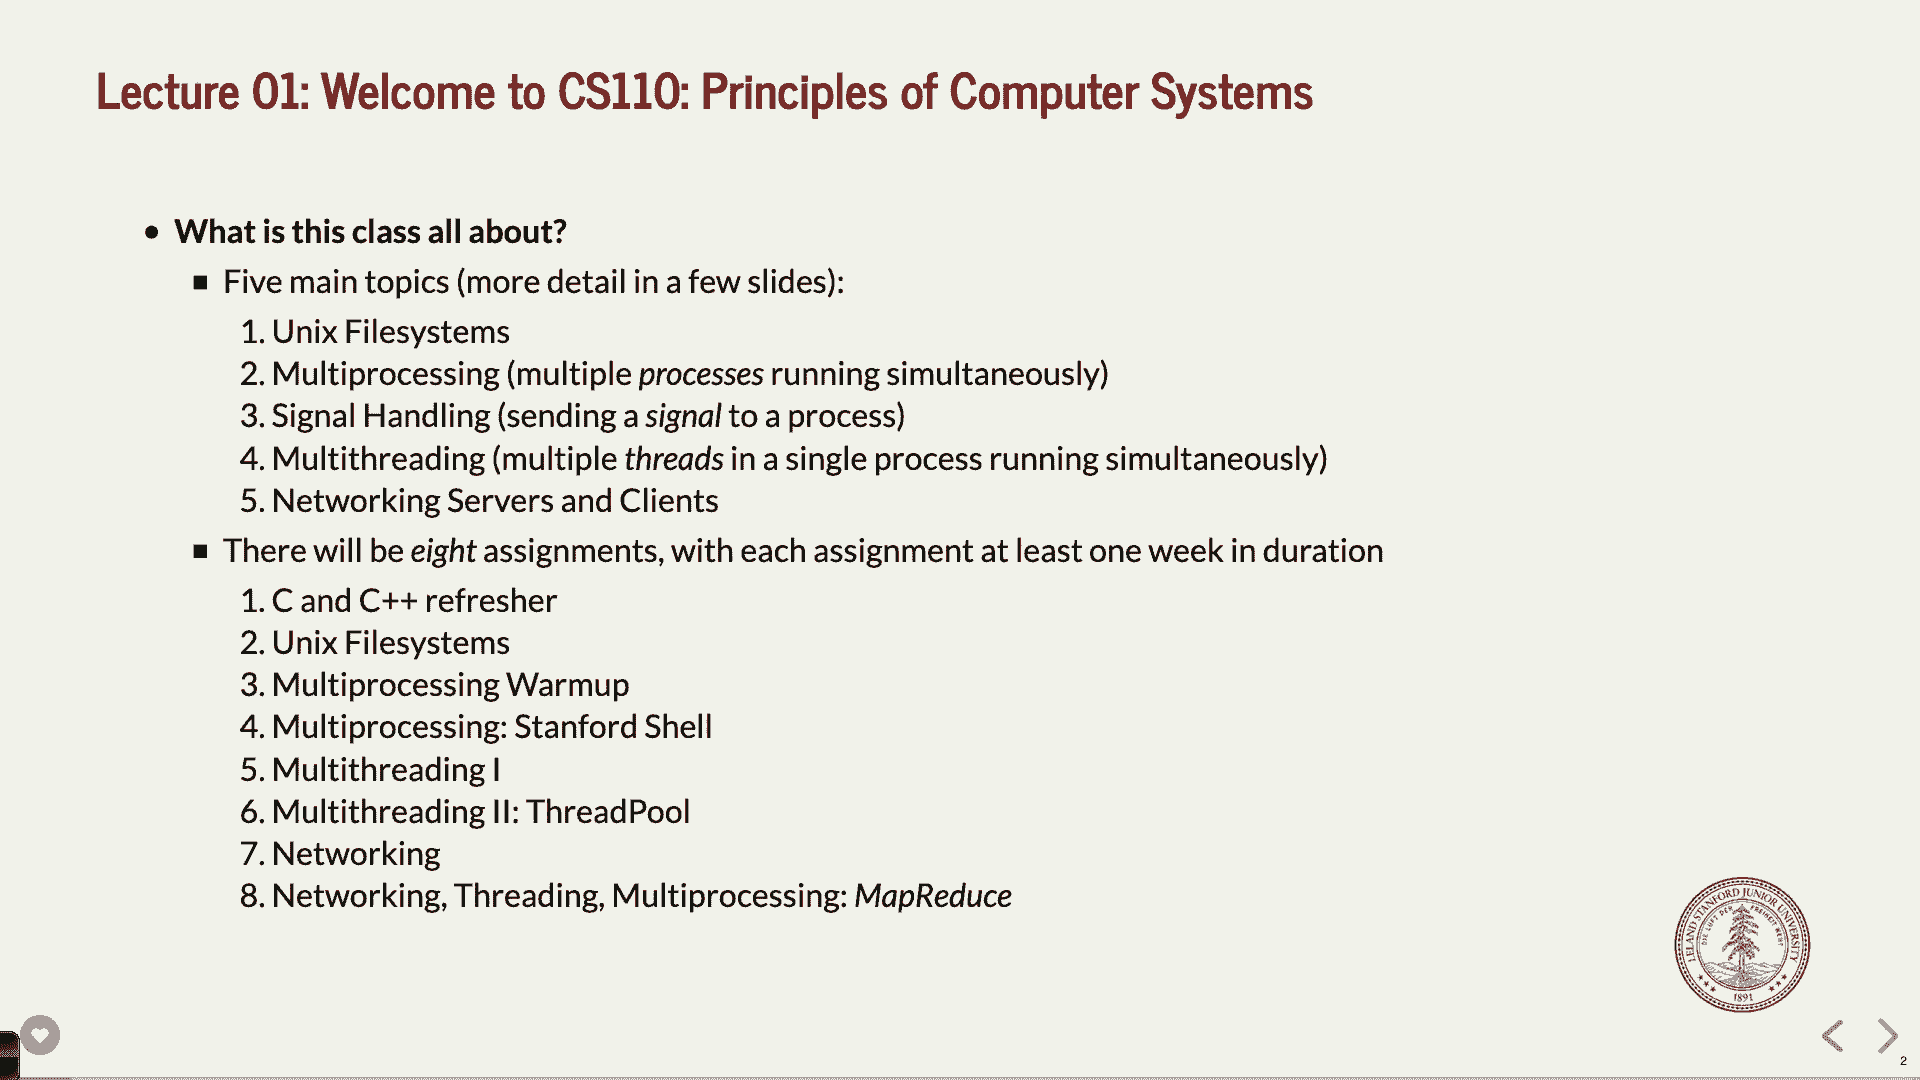 Lecture 01: Welcome to CS110: Principles of Computer Systems
• What is this class all about?
▪ Five main topics (more detail in a few slides):
1. Unix Filesystems
2. Multiprocessing (multiple processes running simultaneously)
3. Signal Handling (sending a signal to a process)
4. Multithreading (multiple threads in a single process running simultaneously)
5. Networking Servers and Clients
▪ There will be eight assignments, with each assignment at least one week in duration
1. C and C++ refresher
2. Unix Filesystems
3. Multiprocessing Warmup
4. Multiprocessing: Stanford Shell
5. Multithreading I
6. Multithreading II: ThreadPool
7. Networking
8. Networking, Threading, Multiprocessing: MapReduce
LELAND STANFORD JUNIOR UNIVERSITY
DIE LUFT DER FREIHEIT WEHT
1891
2